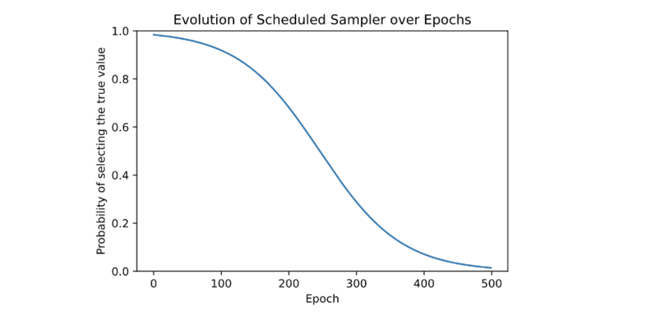 Evolution of Scheduled Sampler over Epochs
Probability of selecting the true value
1.0
0.8
0.6
0.4
0.2
0.0
0 100 200 300 400 500
Epoch